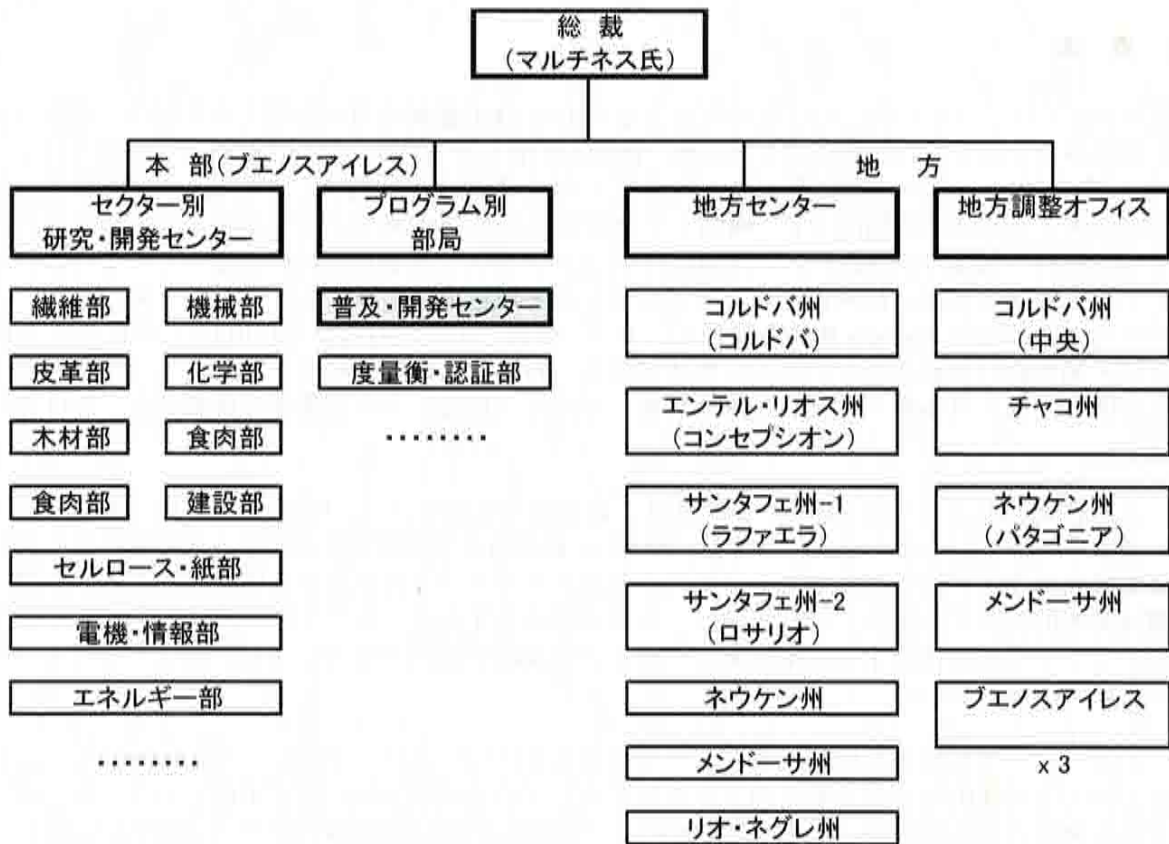 総 裁
(マルチネス氏)
本 部(ブエノスアイレス)
地 方
セクター別
研究・開発センター
プログラム別
部局
地方センター
地方調整オフィス
繊維部
機械部
皮革部
化学部
木材部
食肉部
食肉部
建設部
セルロース・紙部
電機・情報部
エネルギー部
‥‥‥‥
普及・開発センター
度量衡・認証部
‥‥‥‥
コルドバ州
(コルドバ)
エンテル・リオス州
(コンセプシオン)
サンタフェ州-1
(ラファエラ)
サンタフェ州-2
(ロサリオ)
ネウケン州
メンドーサ州
リオ・ネグレ州
コルドバ州
(中央)
チャコ州
ネウケン州
(パタゴニア)
メンドーサ州
ブエノスアイレス
x 3